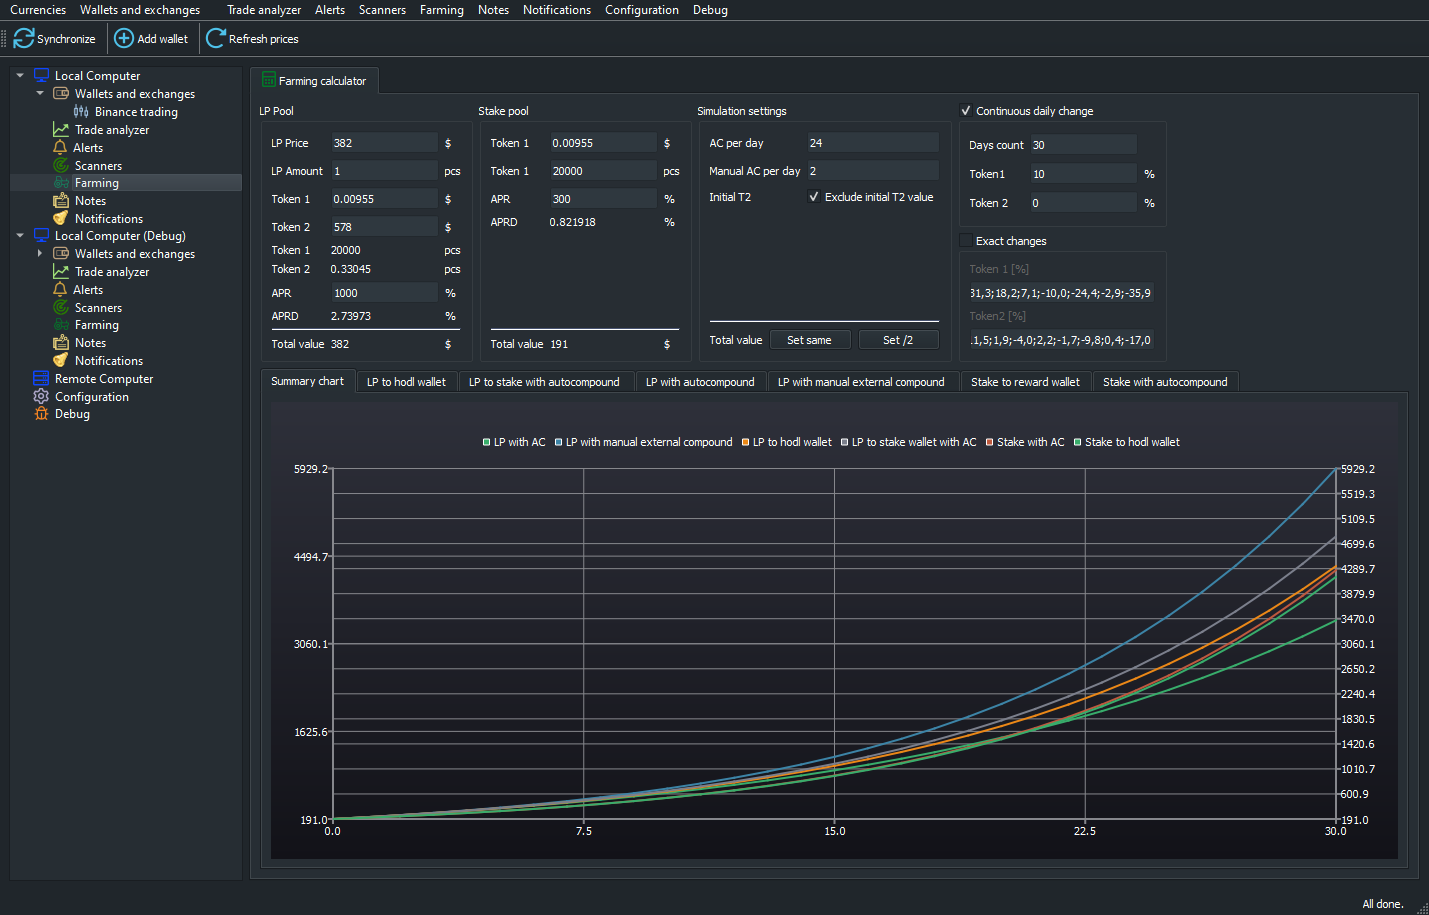 Currencies Wallets and exchanges Trade analyzer Alerts Scanners Farming Notes Notifications Configuration Debug
Synchronize Add wallet Refresh prices
Local Computer
Wallets and exchanges
Binance trading
Trade analyzer
Alerts
Scanners
Farming
Notes
Notifications
Local Computer (Debug)
Wallets and exchanges
Trade analyzer
Alerts
Scanners
Farming
Notes
Notifications
Remote Computer
Configuration
Debug
Farming calculator
LP Pool
LP Price 382 $
LP Amount 1 pcs
Token 1 0.00955 $
Token 2 578 $
Token 1 20000 pcs
Token 2 0.33045 pcs
APR 1000 %
APRD 2.73973 %
Total value 382 $
Stake pool
Token 1 0.00955 $
Token 1 20000 pcs
APR 300 %
APRD 0.821918 %
Total value 191 $
Simulation settings
AC per day 24
Manual AC per day 2
Initial T2 Exclude initial T2 value
Total value Set same Set /2
Continuous daily change
Days count 30
Token1 10 %
Token 2 0 %
Exact changes
Token 1 [%]
31,3;18,2;7,1;-10,0;-24,4;-2,9;-35,9
Token2 [%]
1,5;1,9;-4,0;2,2;-1,7;-9,8;0,4;-17,0
Summary chart LP to hodl wallet LP to stake with autocompound LP with autocompound LP with manual external compound Stake to reward wallet Stake with autocompound
LP with AC LP with manual external compound LP to hodl wallet LP to stake wallet with AC Stake with AC Stake to hodl wallet
5929.2
4494.7
3060.1
1625.6
191.0
5929.2
5519.3
5109.5
4699.6
4289.7
3879.9
3470.0
3060.1
2650.2
2240.4
1830.5
1420.6
1010.7
600.9
191.0
0.0 7.5 15.0 22.5 30.0
All done.